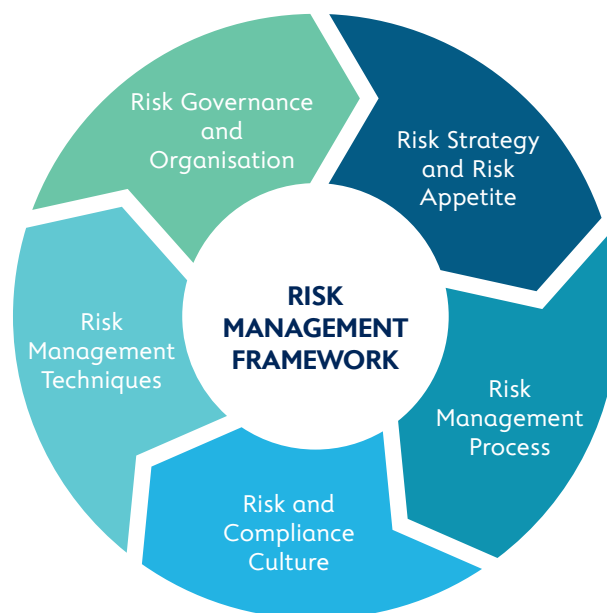 Risk Governance
and
Organisation
Risk Strategy
and Risk
Appetite
RISK
MANAGEMENT
FRAMEWORK
Risk
Management
Techniques
Risk
Management
Process
Risk and
Compliance
Culture